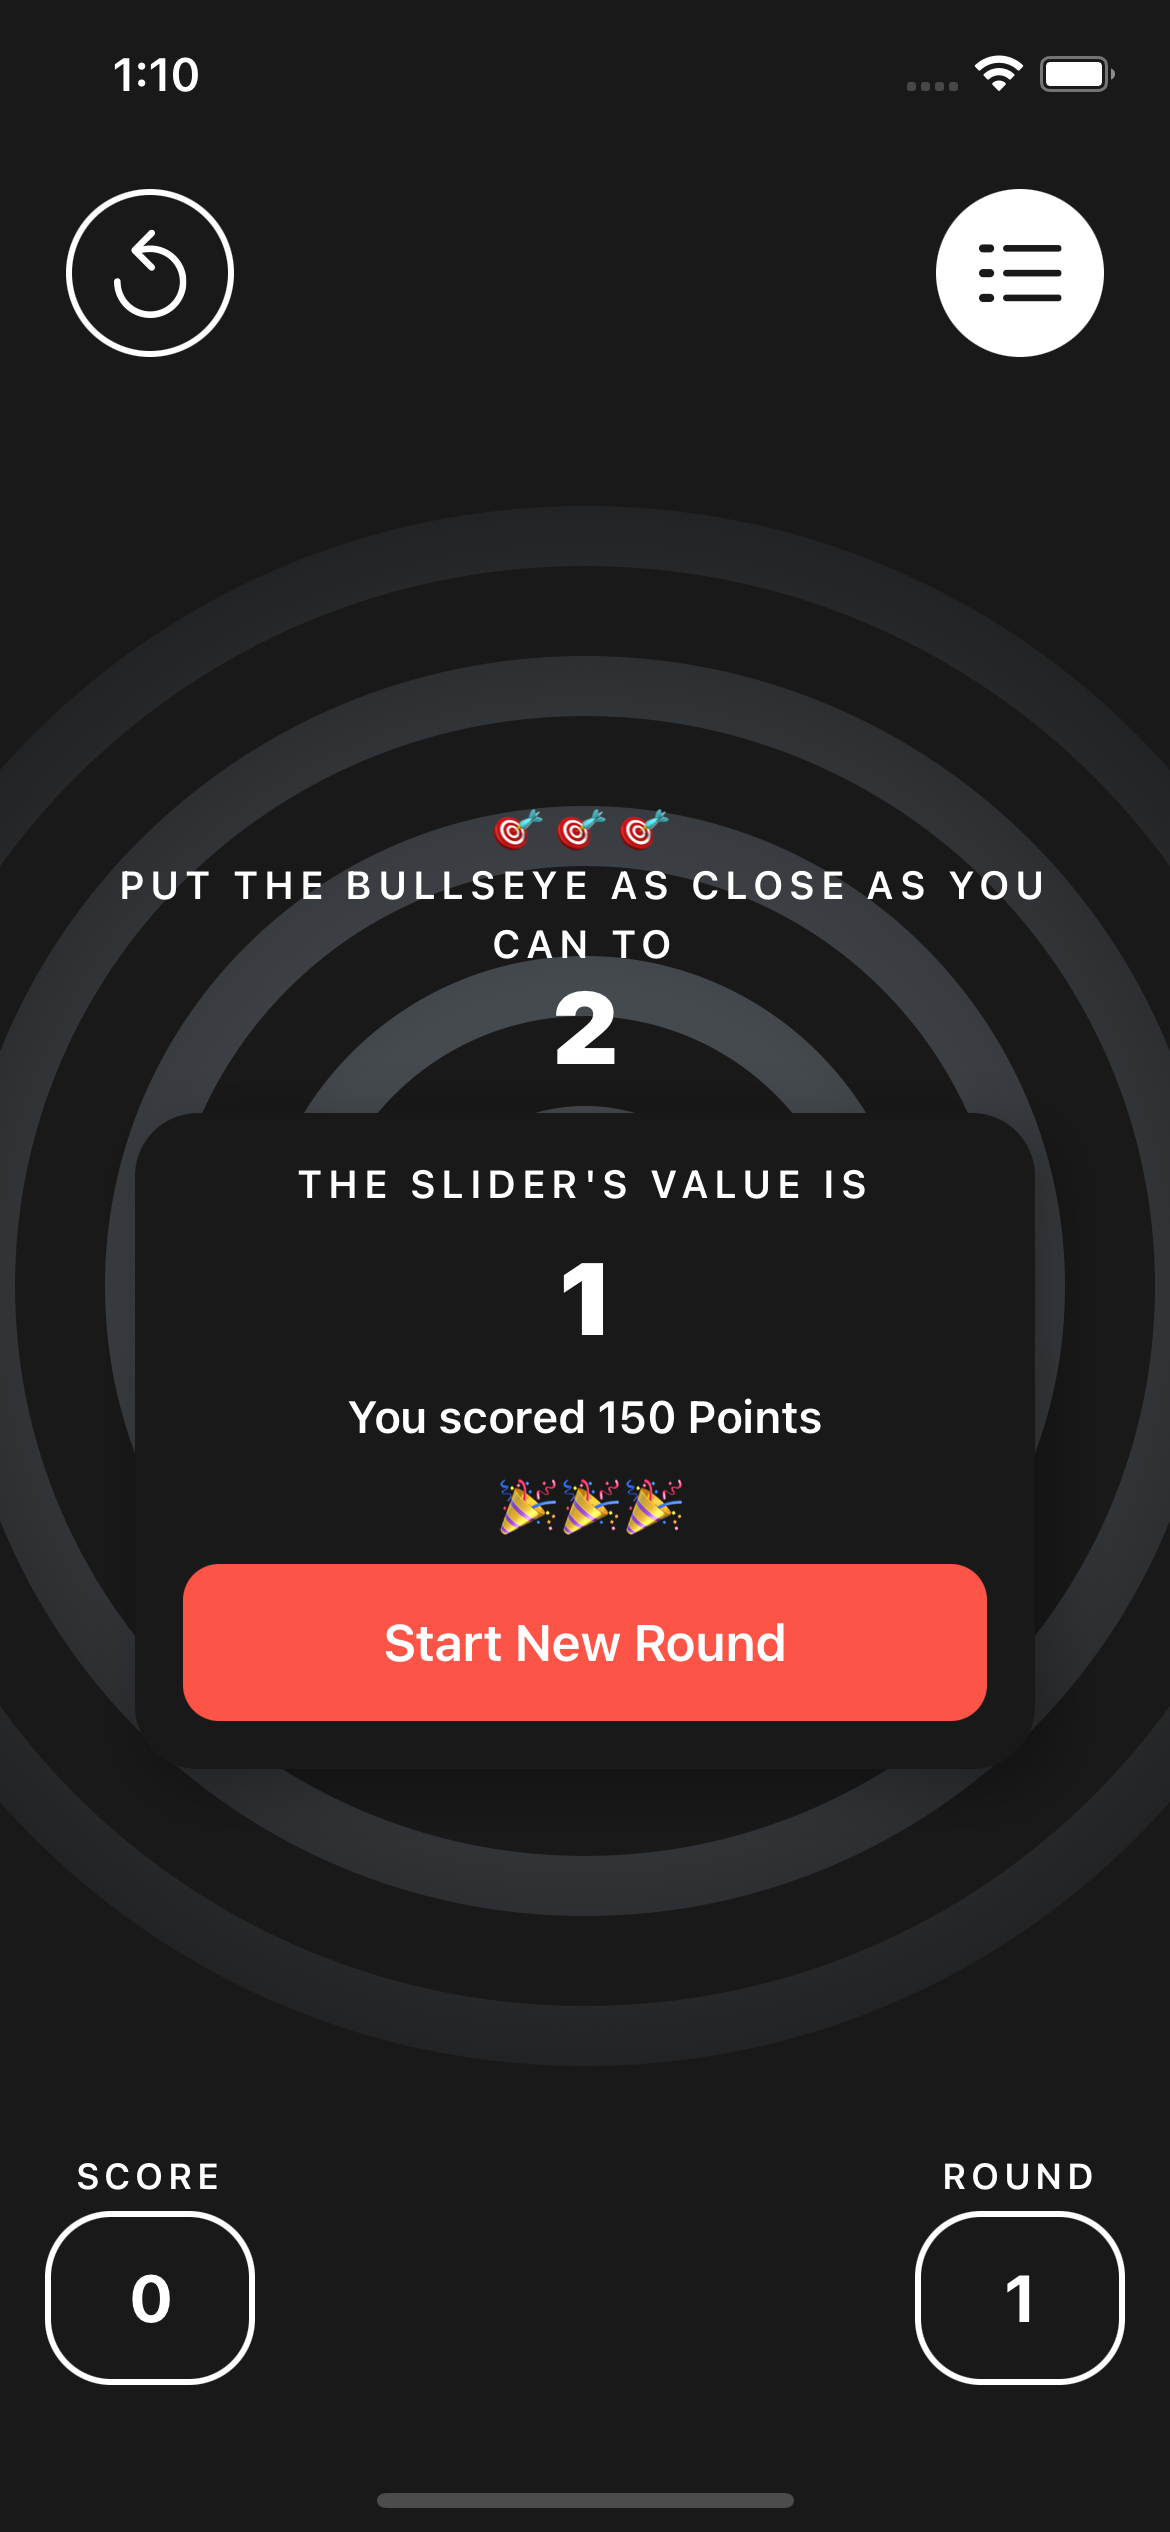 1:10
🎯🎯🎯
PUT THE BULLSEYE AS CLOSE AS YOU
CAN TO
2
THE SLIDER'S VALUE IS
1
You scored 150 Points
🎉🎉🎉
Start New Round
SCORE
ROUND
0
1